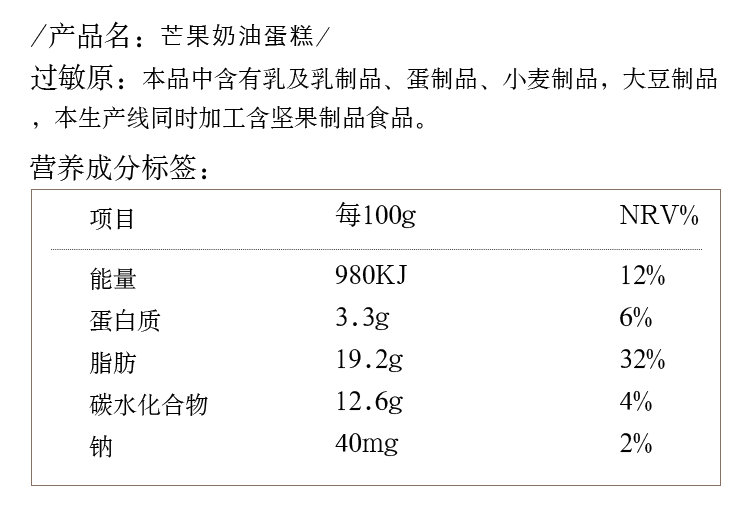 /产品名：芒果奶油蛋糕/
过敏原：本品中含有乳及乳制品、蛋制品、小麦制品，大豆制品
，本生产线同时加工含坚果制品食品。
营养成分标签：
项目 每100g NRV%
能量 980KJ 12%
蛋白质 3.3g 6%
脂肪 19.2g 32%
碳水化合物 12.6g 4%
钠 40mg 2%